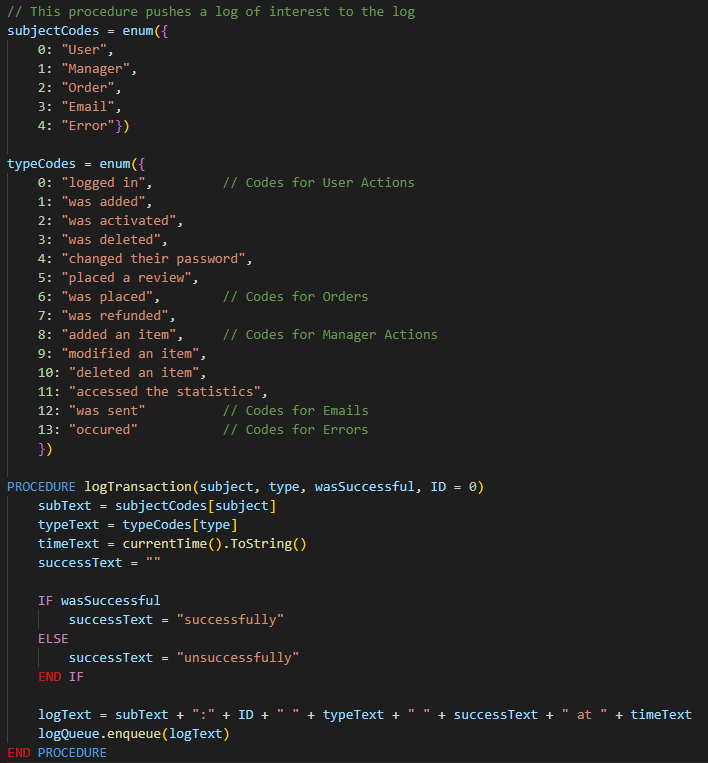 // This procedure pushes a log of interest to the log
subjectCodes = enum({
    0: "User",
    1: "Manager",
    2: "Order",
    3: "Email",
    4: "Error"})

typeCodes = enum({
    0: "logged in",         // Codes for User Actions
    1: "was added",
    2: "was activated",
    3: "was deleted",
    4: "changed their password",
    5: "placed a review",
    6: "was placed",        // Codes for Orders
    7: "was refunded",
    8: "added an item",     // Codes for Manager Actions
    9: "modified an item",
    10: "deleted an item",
    11: "accessed the statistics",
    12: "was sent"          // Codes for Emails
    13: "occured"           // Codes for Errors
    })

PROCEDURE logTransaction(subject, type, wasSuccessful, ID = 0)
    subText = subjectCodes[subject]
    typeText = typeCodes[type]
    timeText = currentTime().ToString()
    successText = ""

    IF wasSuccessful
        successText = "successfully"
    ELSE
        successText = "unsuccessfully"
    END IF

    logText = subText + ":" + ID + " " + typeText + " " + successText + " at " + timeText
    logQueue.enqueue(logText)
END PROCEDURE